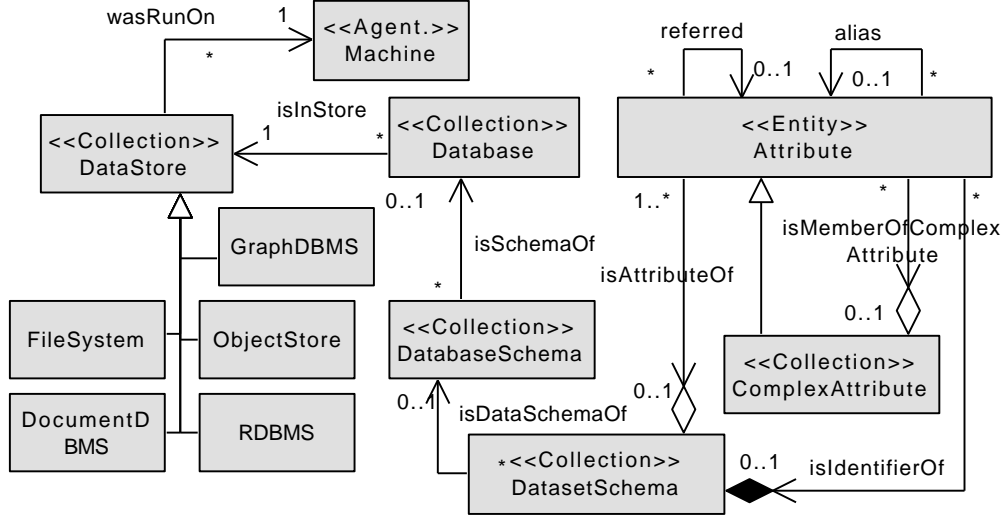 wasRunOn
1
*
<<Agent.>>
Machine
referred
alias
*
0..1
0..1
*
<<Collection>>
DataStore
isInStore
1
*
<<Collection>>
Database
<<Entity>>
Attribute
0..1
1..*
*
*
GraphDBMS
isSchemaOf
isMemberOfComplex
Attribute
isAttributeOf
*
0..1
FileSystem
ObjectStore
<<Collection>>
DatabaseSchema
<<Collection>>
ComplexAttribute
0..1
isDataSchemaOf
0..1
DocumentD
BMS
RDBMS
*<<Collection>>
DatasetSchema
0..1
isIdentifierOf